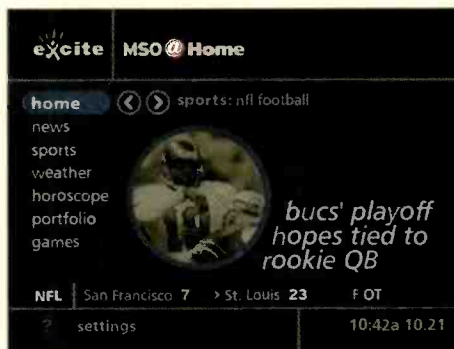 excite MSO@Home
home
sports: nfl football
news
sports
weather
horoscope
portfolio
games
bucs' playoff
hopes tied to
rookie QB
NFL San Francisco 7 > St. Louis 23 F OT
? settings 10:42a 10.21